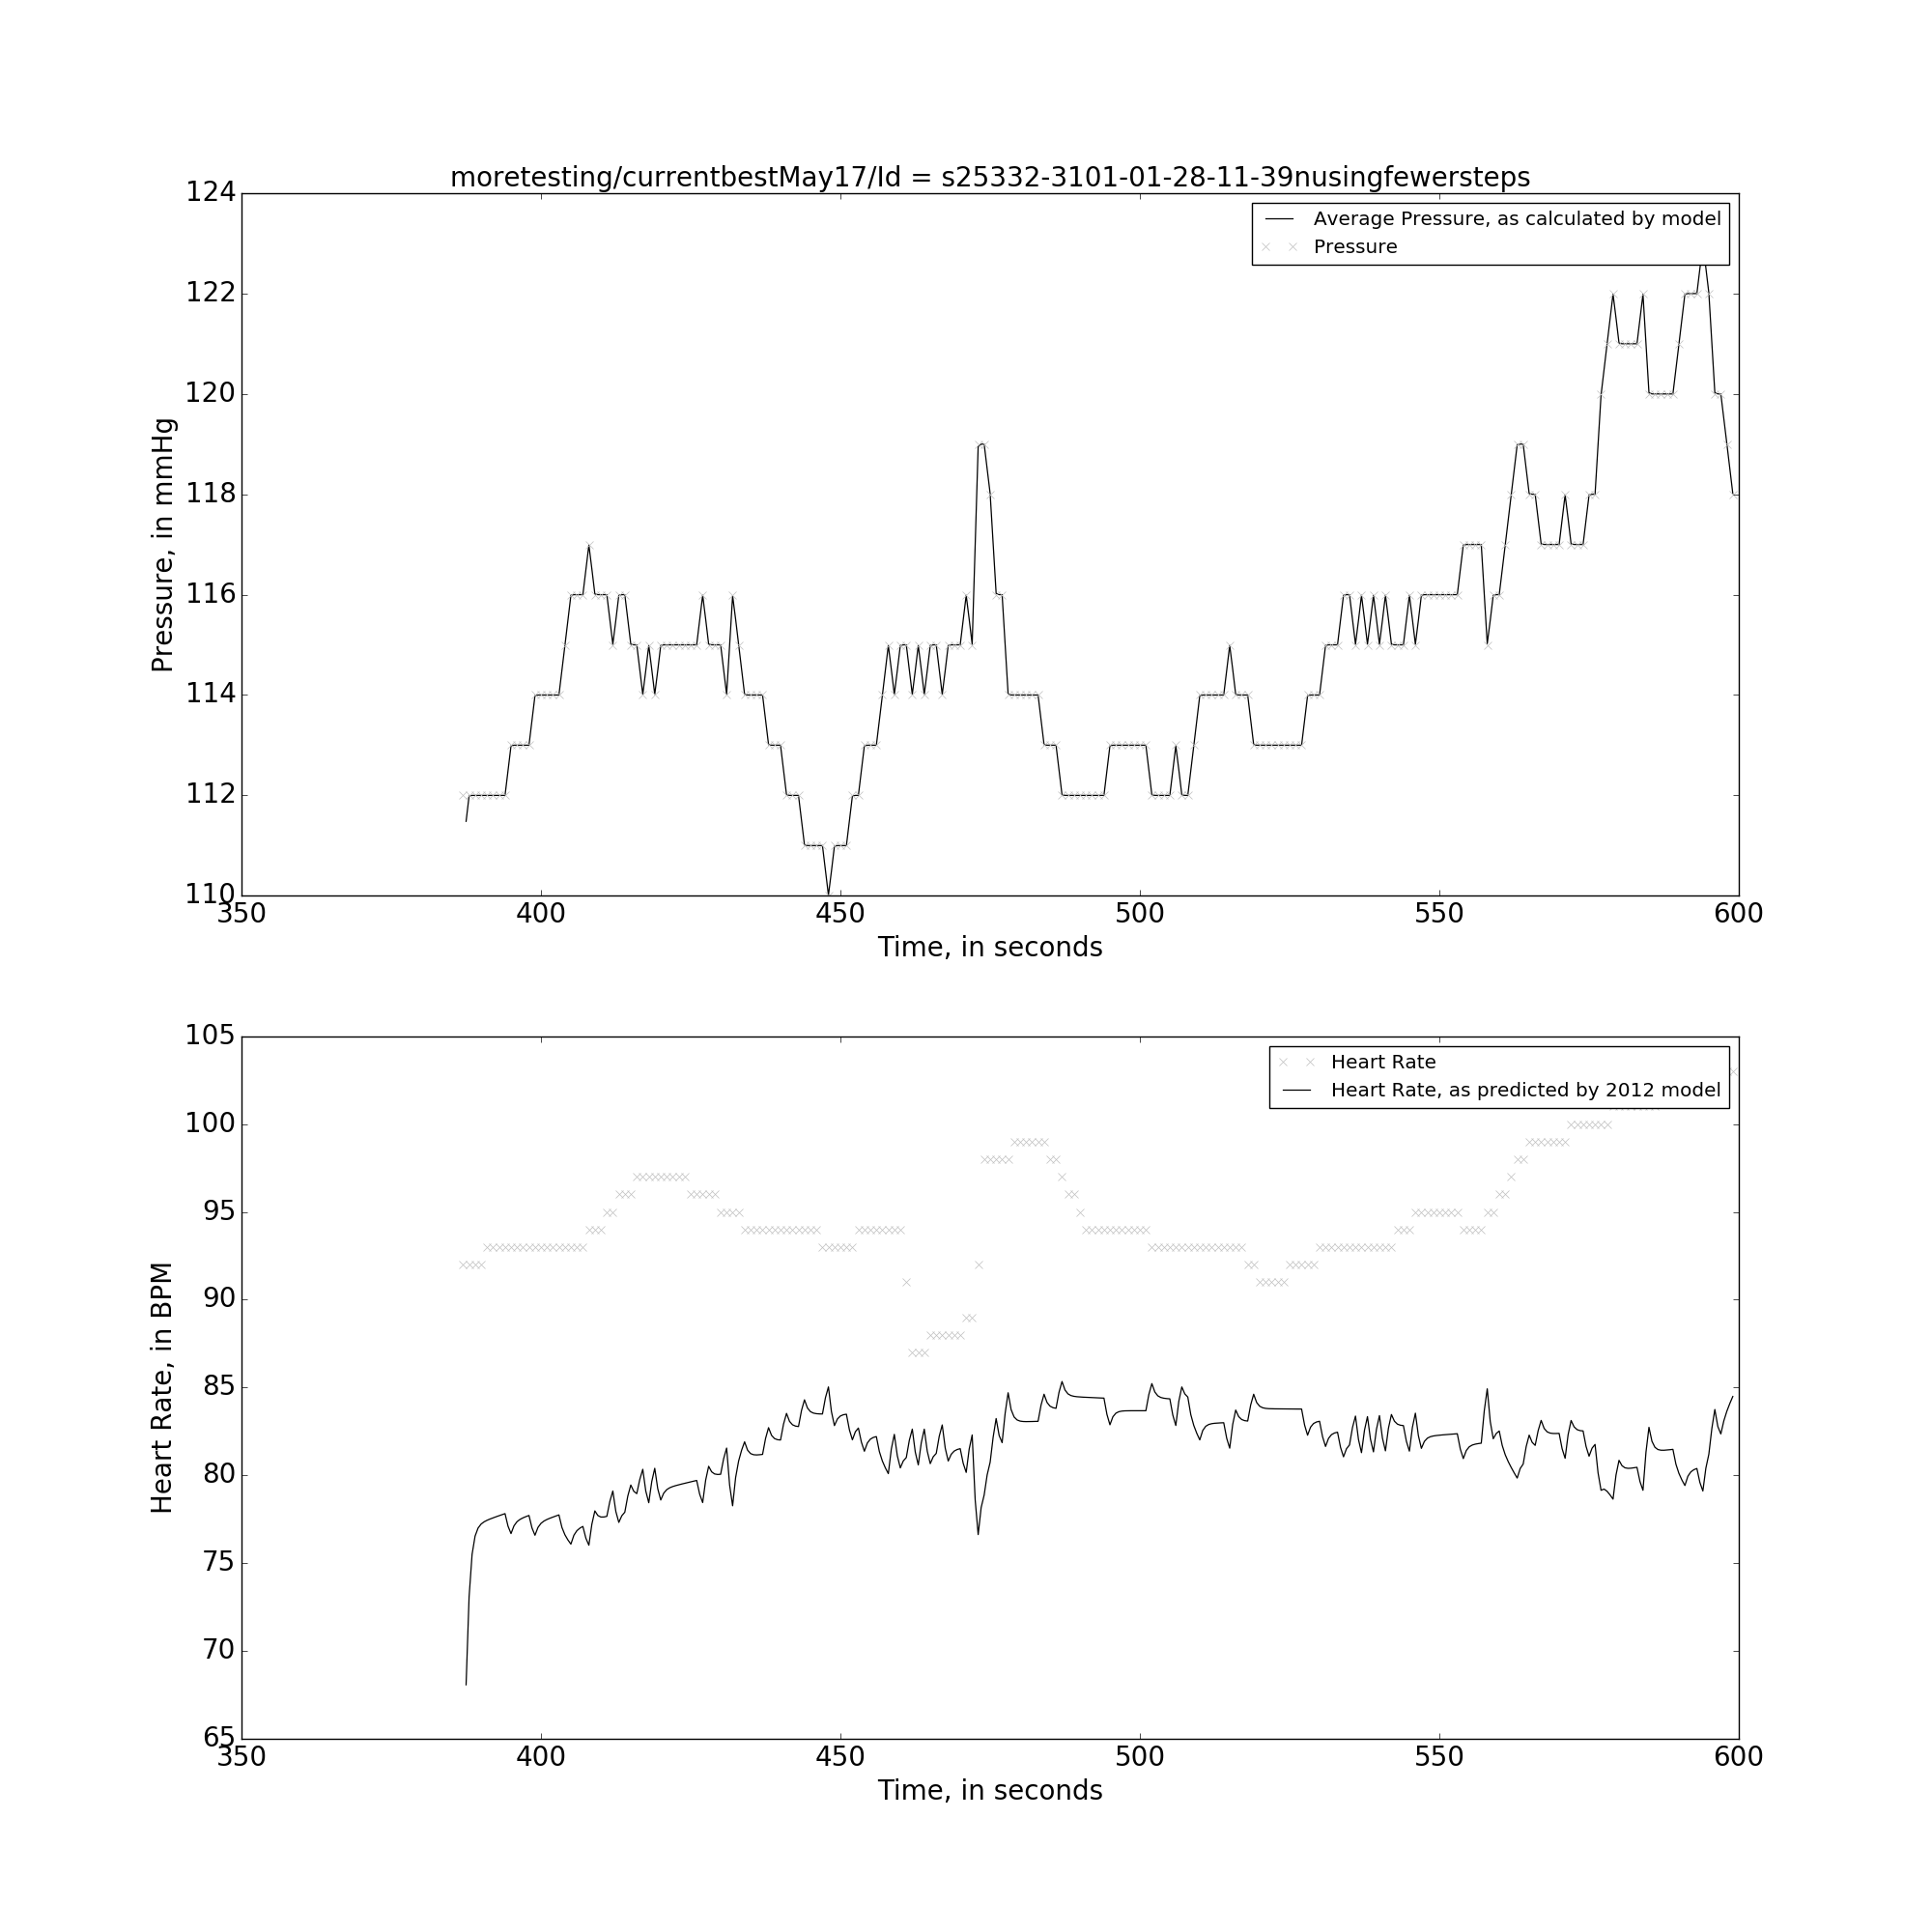 moretesting/currentbestMay17/Id = s25332-3101-01-28-11-39nusingfewersteps
124
122
120
118
116
114
112
110
Pressure, in mmHg
Average Pressure, as calculated by model
Pressure
350 400 450 500 550 600
Time, in seconds
105
100
95
90
85
80
75
70
65
Heart Rate, in BPM
Heart Rate
Heart Rate, as predicted by 2012 model
350 400 450 500 550 600
Time, in seconds